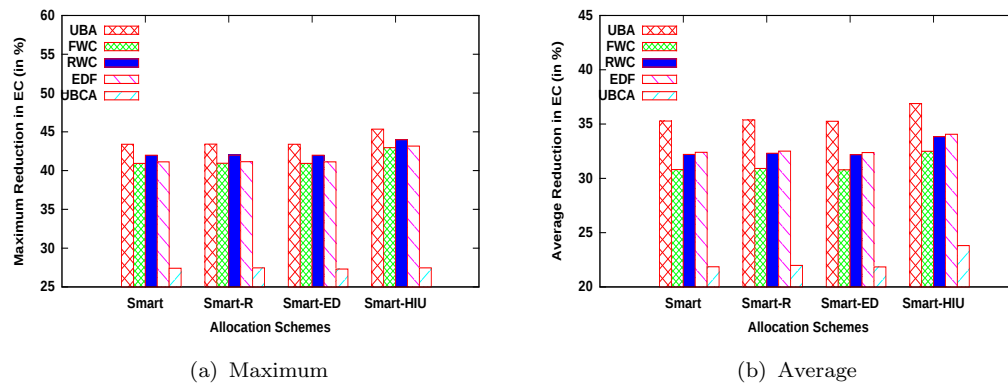 Maximum Reduction in EC (in %)
60
55
50
45
40
35
30
25
UBA
FWC
RWC
EDF
UBCA
Smart Smart-R Smart-ED Smart-HIU
Allocation Schemes
(a) Maximum
Average Reduction in EC (in %)
45
40
35
30
25
20
UBA
FWC
RWC
EDF
UBCA
Smart Smart-R Smart-ED Smart-HIU
Allocation Schemes
(b) Average